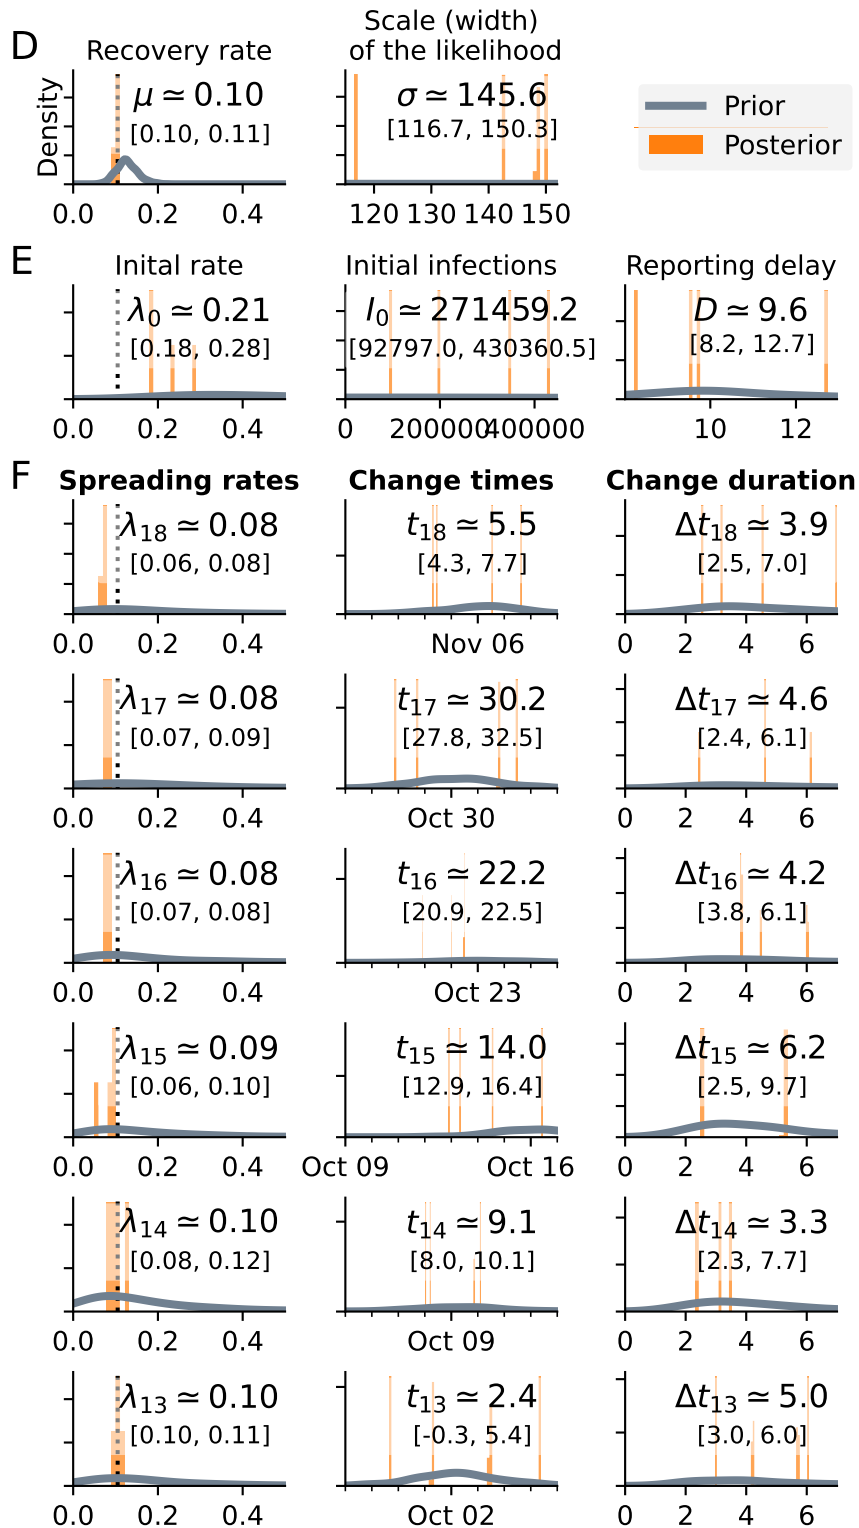 D
Recovery rate
Scale (width)
of the likelihood
Density
μ ≃ 0.10
[0.10, 0.11]
0.0 0.2 0.4
σ ≃ 145.6
[116.7, 150.3]
120 130 140 150
Prior
Posterior
E
Inital rate
λ0 ≃ 0.21
[0.18, 0.28]
0.0 0.2 0.4
Initial infections
I0 ≃ 271459.2
[92797.0, 430360.5]
0 200000 400000
Reporting delay
D ≃ 9.6
[8.2, 12.7]
10 12
F
Spreading rates
Change times
Change duration
λ18 ≃ 0.08
[0.06, 0.08]
0.0 0.2 0.4
t18 ≃ 5.5
[4.3, 7.7]
Nov 06
Δt18 ≃ 3.9
[2.5, 7.0]
0 2 4 6
λ17 ≃ 0.08
[0.07, 0.09]
0.0 0.2 0.4
t17 ≃ 30.2
[27.8, 32.5]
Oct 30
Δt17 ≃ 4.6
[2.4, 6.1]
0 2 4 6
λ16 ≃ 0.08
[0.07, 0.08]
0.0 0.2 0.4
t16 ≃ 22.2
[20.9, 22.5]
Oct 23
Δt16 ≃ 4.2
[3.8, 6.1]
0 2 4 6
λ15 ≃ 0.09
[0.06, 0.10]
0.0 0.2 0.4
t15 ≃ 14.0
[12.9, 16.4]
Oct 09 Oct 16
Δt15 ≃ 6.2
[2.5, 9.7]
0 2 4 6
λ14 ≃ 0.10
[0.08, 0.12]
0.0 0.2 0.4
t14 ≃ 9.1
[8.0, 10.1]
Oct 09
Δt14 ≃ 3.3
[2.3, 7.7]
0 2 4 6
λ13 ≃ 0.10
[0.10, 0.11]
0.0 0.2 0.4
t13 ≃ 2.4
[-0.3, 5.4]
Oct 02
Δt13 ≃ 5.0
[3.0, 6.0]
0 2 4 6